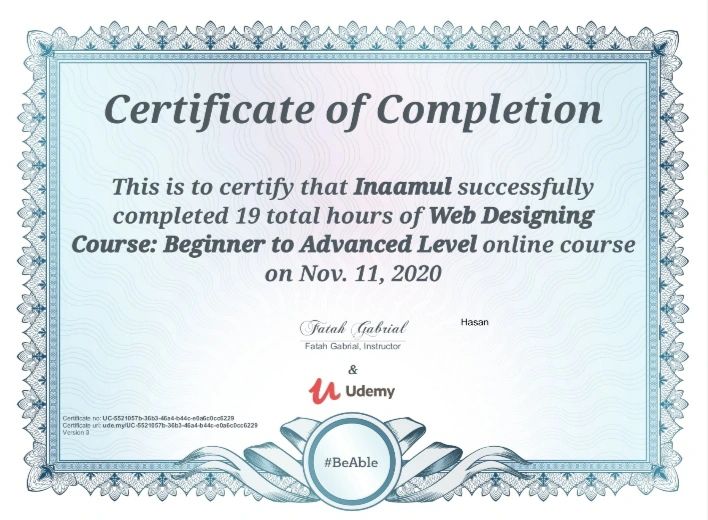 Certificate of Completion
This is to certify that Inaamul successfully
completed 19 total hours of Web Designing
Course: Beginner to Advanced Level online course
on Nov. 11, 2020
Fatah Gabrial
Hasan
Fatah Gabrial, Instructor
&
Udemy
Certificate no: UC-5521057b-36b3-46a4-b44c-e0a6c0cc6229
Certificate url: ude.my/UC-5521057b-36b3-46a4-b44c-e0a6c0cc6229
Version 3
#BeAble